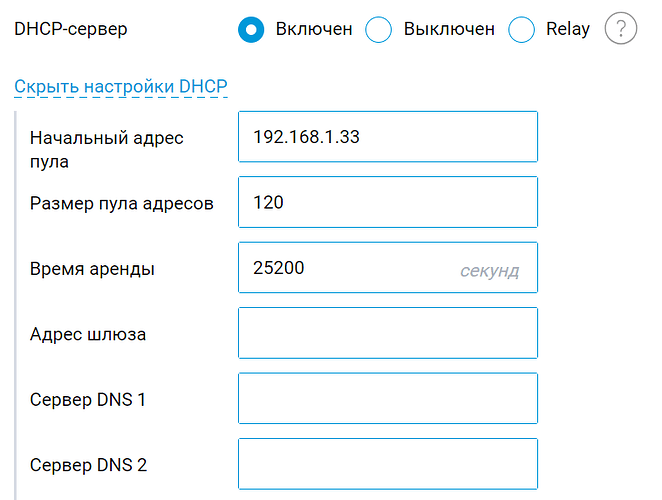 DHCP-сервер Включен Выключен Relay ?
Скрыть настройки DHCP
Начальный адрес
пула
192.168.1.33
Размер пула адресов 120
Время аренды 25200 секунд
Адрес шлюза
Сервер DNS 1
Сервер DNS 2